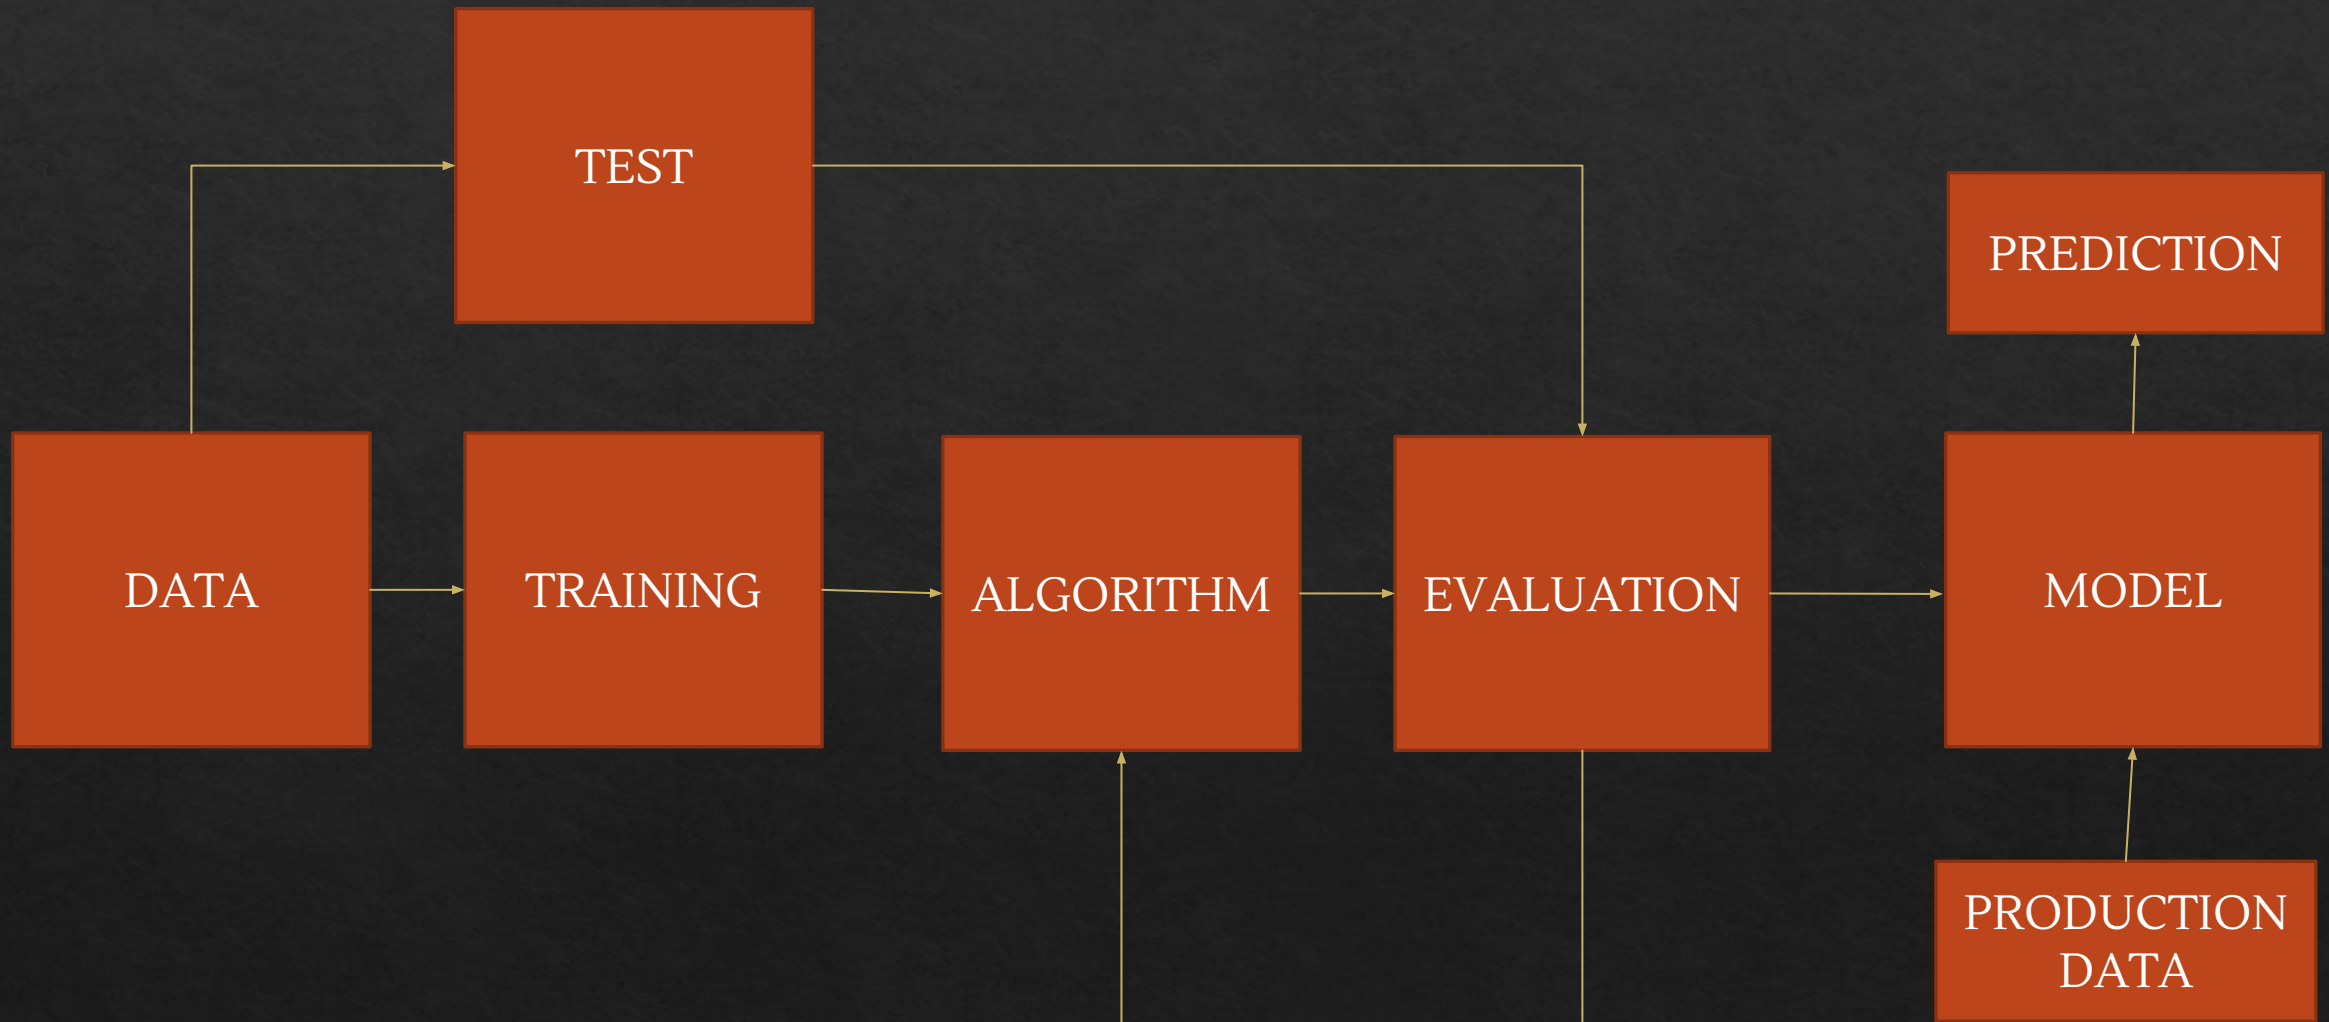 TEST
PREDICTION
DATA
TRAINING
ALGORITHM
EVALUATION
MODEL
PRODUCTION
DATA